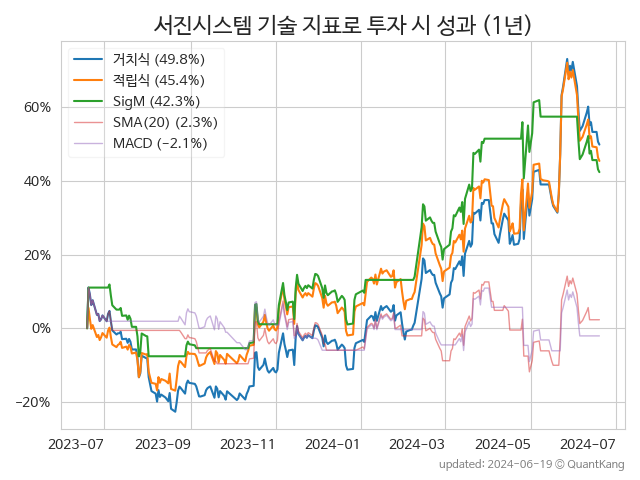 서진시스템 기술 지표로 투자 시 성과 (1년)
거치식 (49.8%)
적립식 (45.4%)
SigM (42.3%)
SMA(20) (2.3%)
MACD (−2.1%)
60%
40%
20%
0%
−20%
2023-07 2023-09 2023-11 2024-01 2024-03 2024-05 2024-07
updated: 2024-06-19 © QuantKang